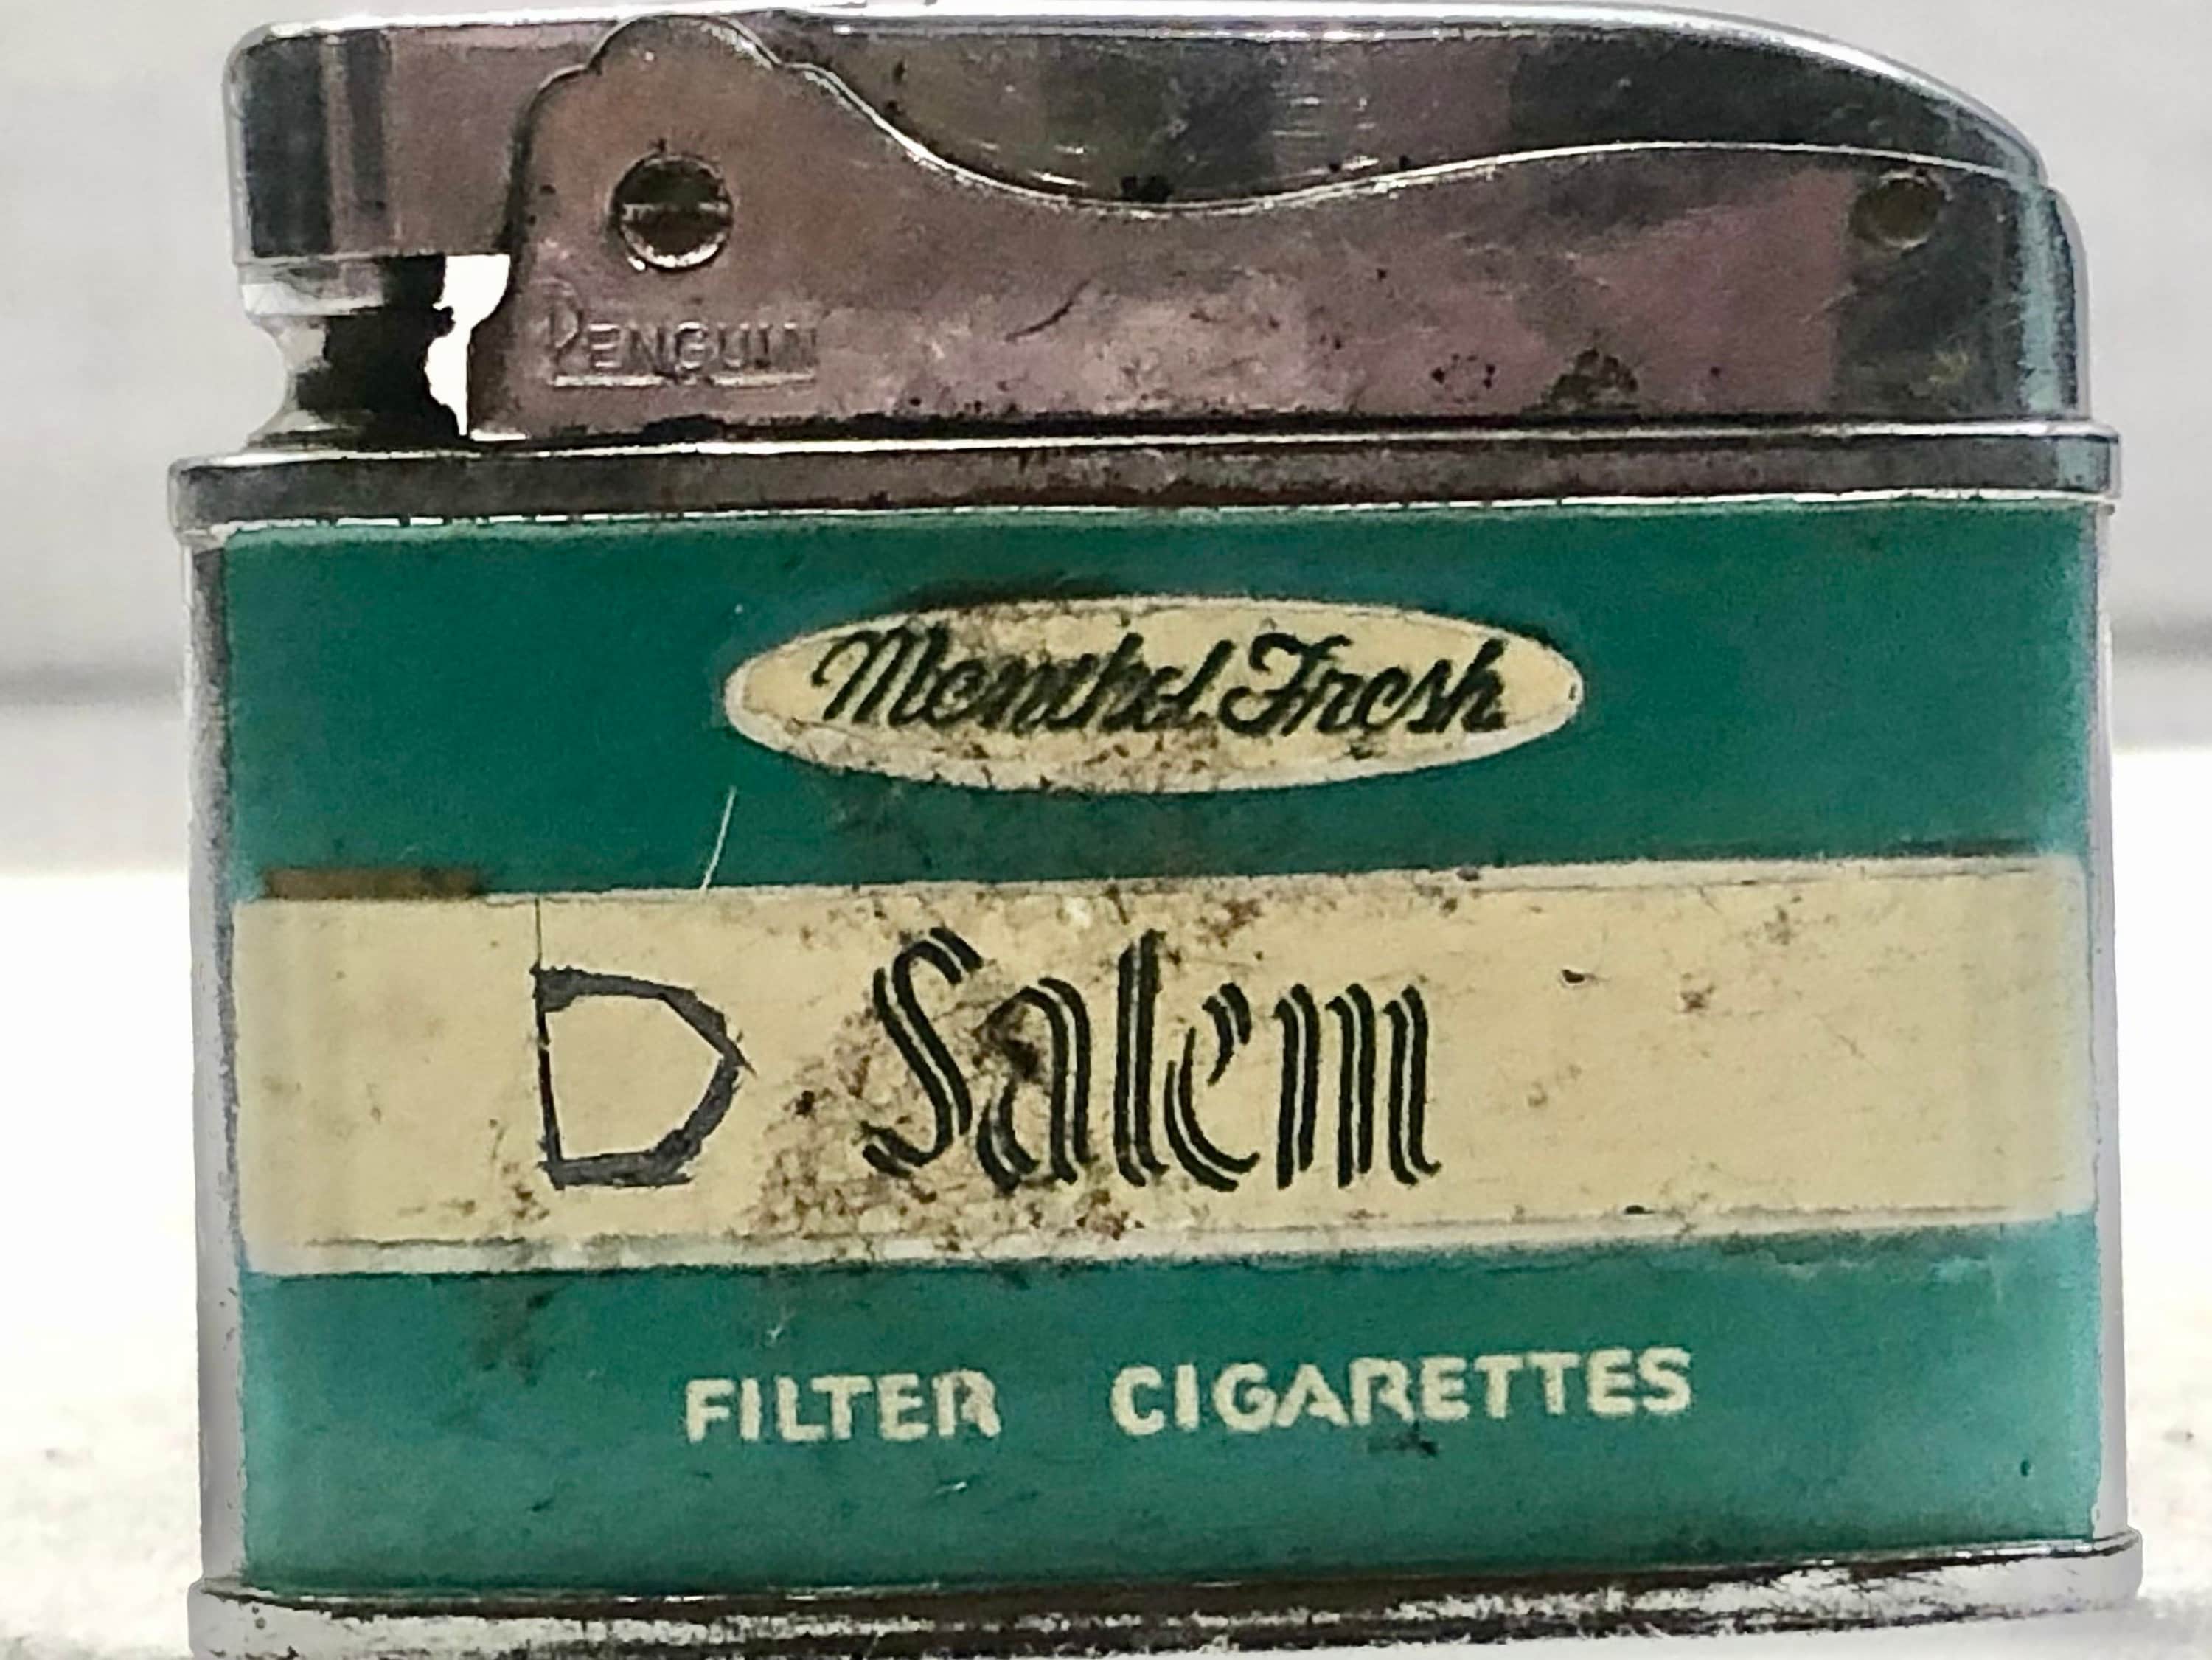 PENGUIN
Menthol Fresh
D Salem
FILTER CIGARETTES